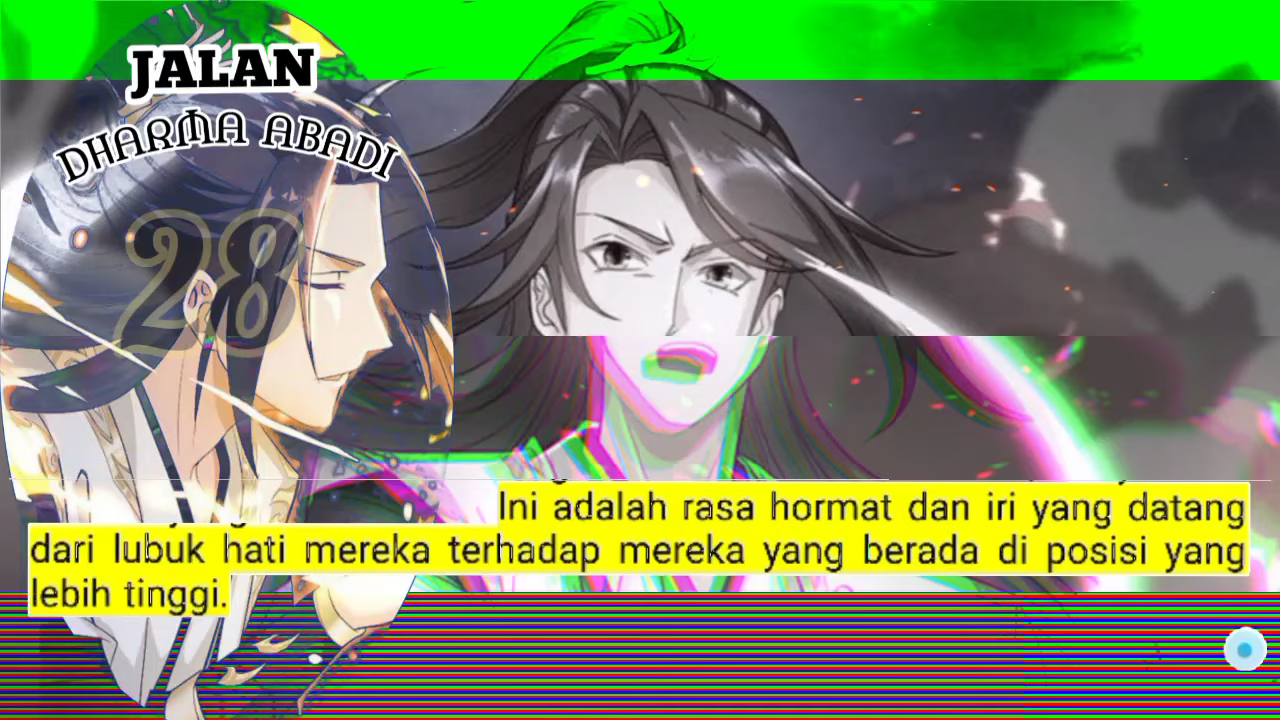 JALAN
DHARMA ABADI
28
Ini adalah rasa hormat dan iri yang datang
dari lubuk hati mereka terhadap mereka yang berada di posisi yang
lebih tinggi.